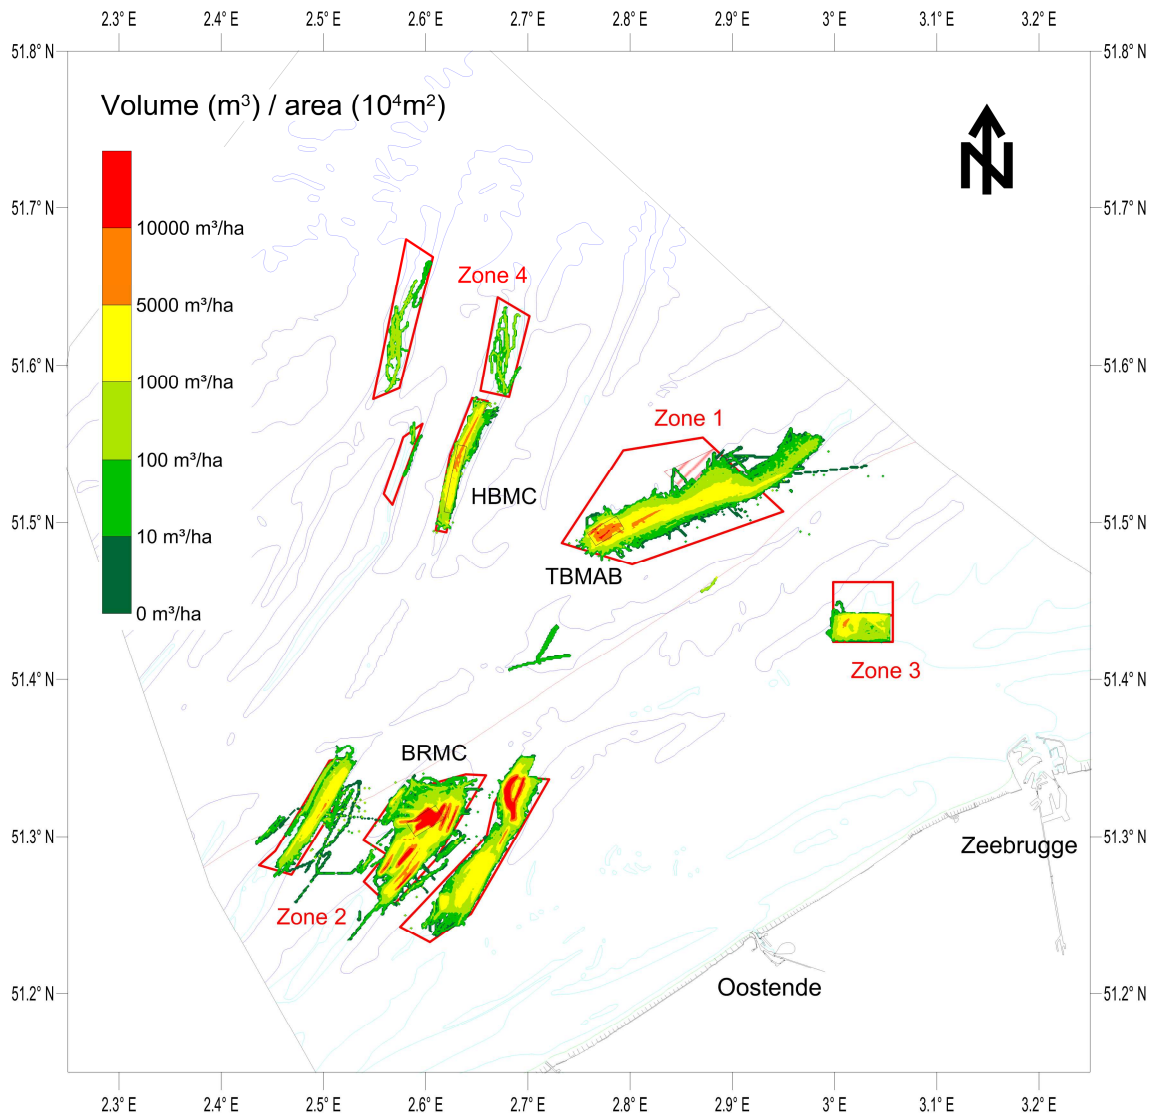 2.3° E 2.4° E 2.5° E 2.6° E 2.7° E 2.8° E 2.9° E 3° E 3.1° E 3.2° E
51.8° N 51.8° N
Volume (m³) / area (10⁴m²)
N
51.7° N 51.7° N
10000 m³/ha
Zone 4
5000 m³/ha
51.6° N 51.6° N
1000 m³/ha
Zone 1
100 m³/ha
HBMC
51.5° N 51.5° N
10 m³/ha
TBMAB
0 m³/ha
Zone 3
51.4° N 51.4° N
BRMC
51.3° N 51.3° N
Zeebrugge
Zone 2
Oostende
51.2° N 51.2° N
2.3° E 2.4° E 2.5° E 2.6° E 2.7° E 2.8° E 2.9° E 3° E 3.1° E 3.2° E